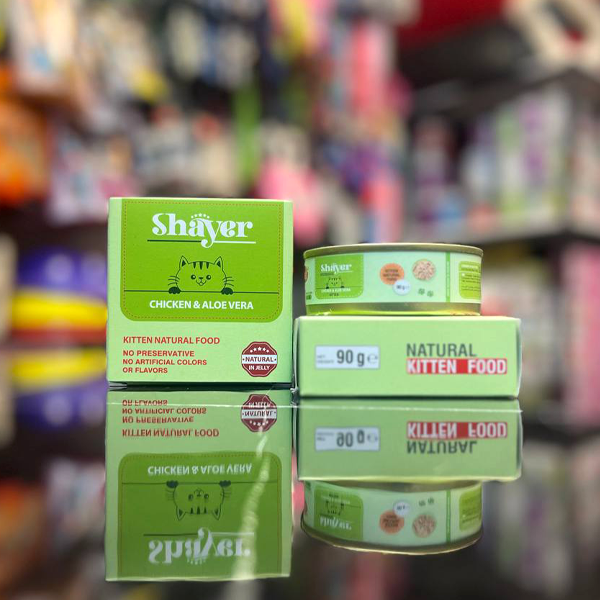 Shayer
CHICKEN & ALOE VERA
KITTEN NATURAL FOOD
NO PRESERVATIVE
NO ARTIFICIAL COLORS
OR FLAVORS
NATURAL
IN JELLY
Shayer
90 g e
NATURAL
KITTEN FOOD